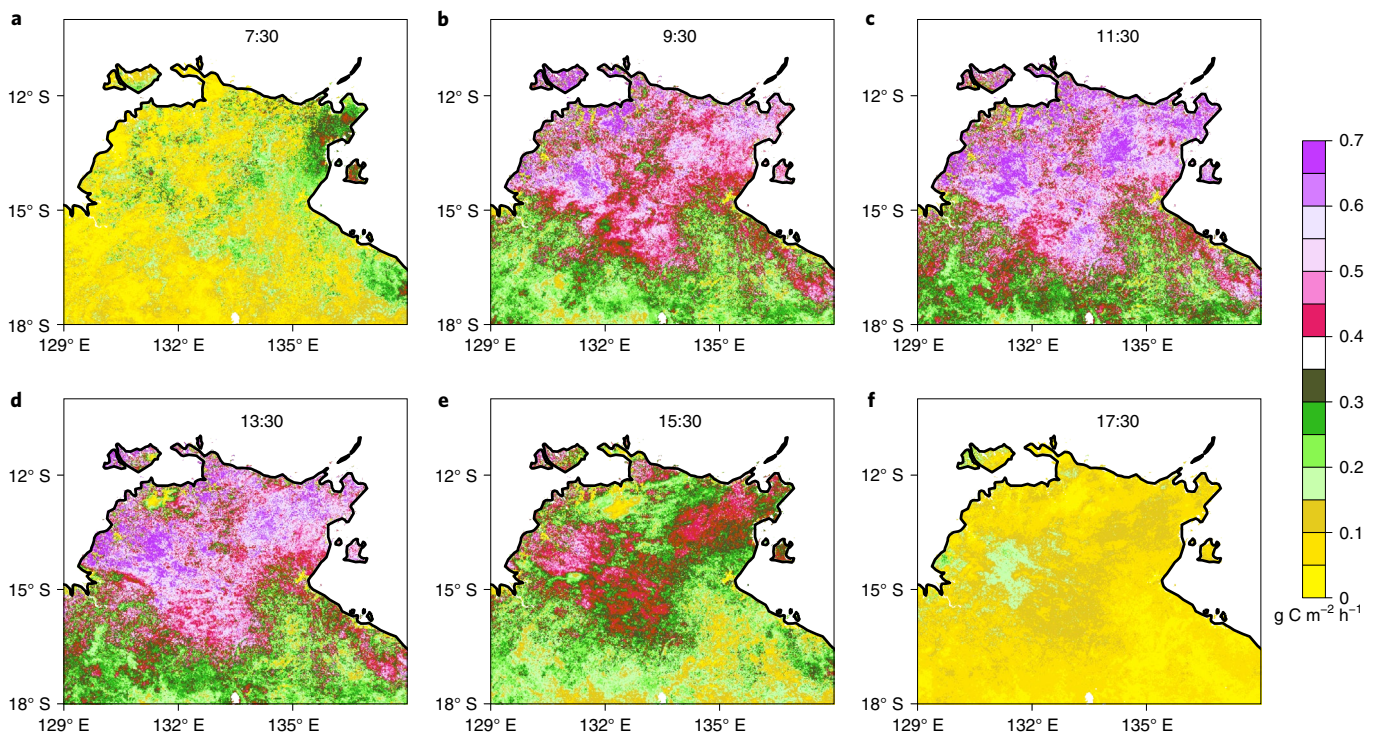 a
7:30
b
9:30
c
11:30
12° S
15° S
18° S
129° E
132° E
135° E
12° S
15° S
18° S
129° E
132° E
135° E
12° S
15° S
18° S
129° E
132° E
135° E
0.7
0.6
0.5
0.4
0.3
0.2
0.1
0
g C m⁻² h⁻¹
d
13:30
e
15:30
f
17:30
12° S
15° S
18° S
129° E
132° E
135° E
12° S
15° S
18° S
129° E
132° E
135° E
12° S
15° S
18° S
129° E
132° E
135° E